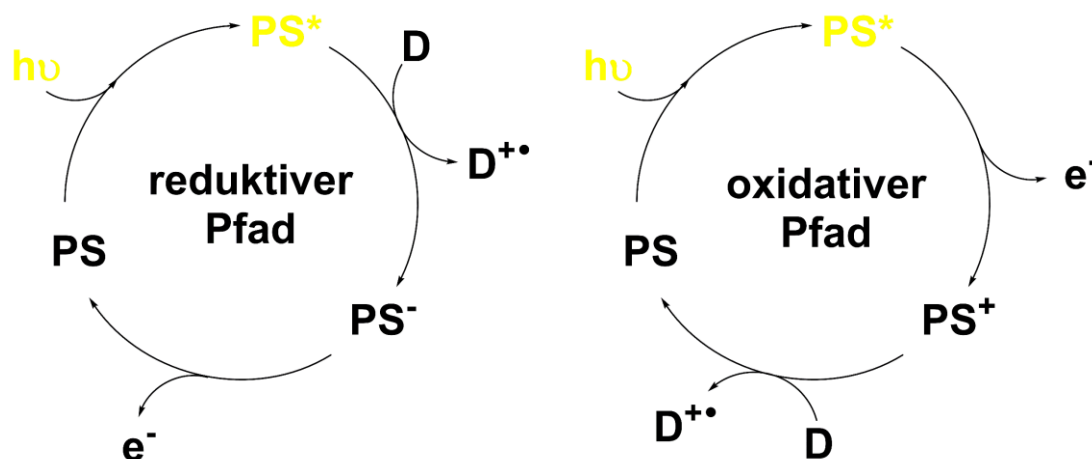 PS*
hυ
D
D⁺•
reduktiver
Pfad
PS
PS⁻
e⁻
PS*
hυ
e⁻
oxidativer
Pfad
PS
PS⁺
D⁺•
D